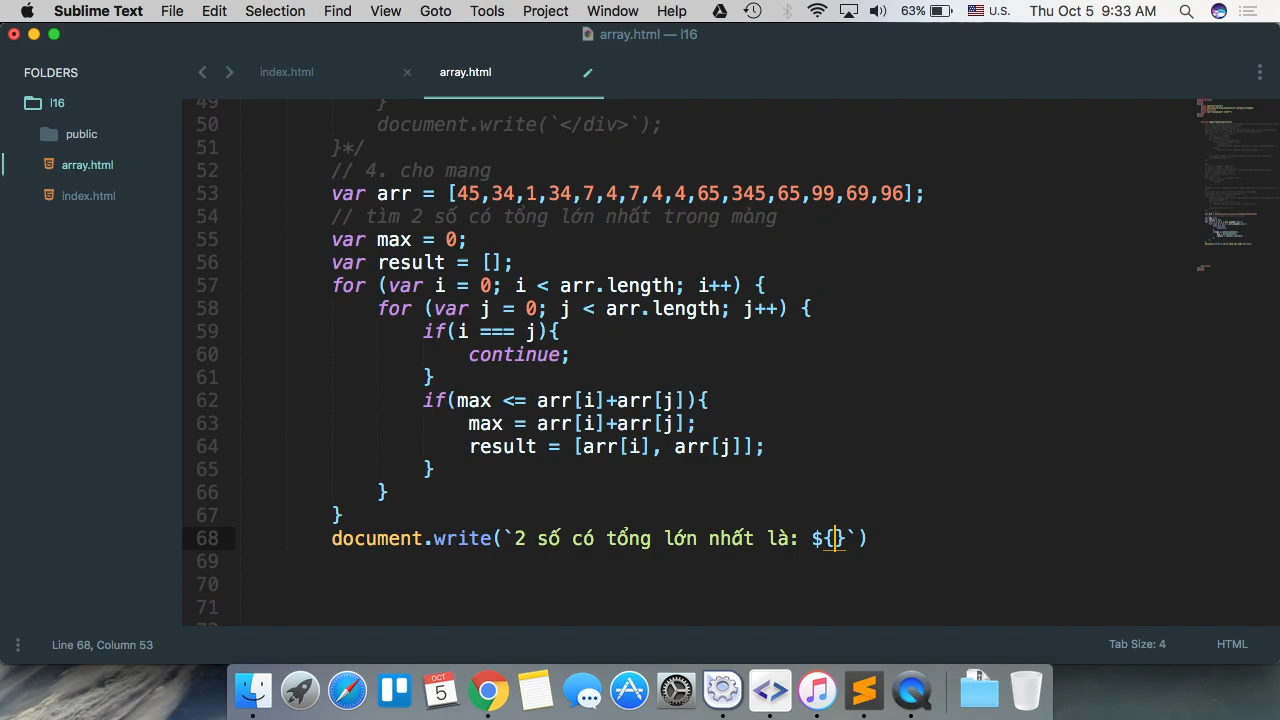 Sublime Text File Edit Selection Find View Goto Tools Project Window Help 63% U.S. Thu Oct 5 9:33 AM
array.html — l16
FOLDERS
l16
public
array.html
index.html
index.html × array.html
49 }
50 document.write(`</div>`);
51 }*/
52 // 4. cho mang
53 var arr = [45,34,1,34,7,4,7,4,4,65,345,65,99,69,96];
54 // tìm 2 số có tổng lớn nhất trong mảng
55 var max = 0;
56 var result = [];
57 for (var i = 0; i < arr.length; i++) {
58 for (var j = 0; j < arr.length; j++) {
59 if(i === j){
60 continue;
61 }
62 if(max <= arr[i]+arr[j]){
63 max = arr[i]+arr[j];
64 result = [arr[i], arr[j]];
65 }
66 }
67 }
68 document.write(`2 số có tổng lớn nhất là: ${}`)
69
70
71
Line 68, Column 53 Tab Size: 4 HTML
OCT
5